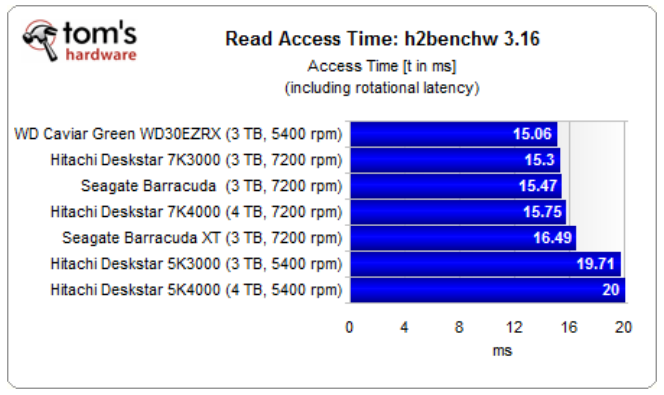 tom's
hardware
Read Access Time: h2benchw 3.16
Access Time [t in ms]
(including rotational latency)
WD Caviar Green WD30EZRX (3 TB, 5400 rpm) 15.06
Hitachi Deskstar 7K3000 (3 TB, 7200 rpm) 15.3
Seagate Barracuda (3 TB, 7200 rpm) 15.47
Hitachi Deskstar 7K4000 (4 TB, 7200 rpm) 15.75
Seagate Barracuda XT (3 TB, 7200 rpm) 16.49
Hitachi Deskstar 5K3000 (3 TB, 5400 rpm) 19.71
Hitachi Deskstar 5K4000 (4 TB, 5400 rpm) 20
0 4 8 12 16 20
ms